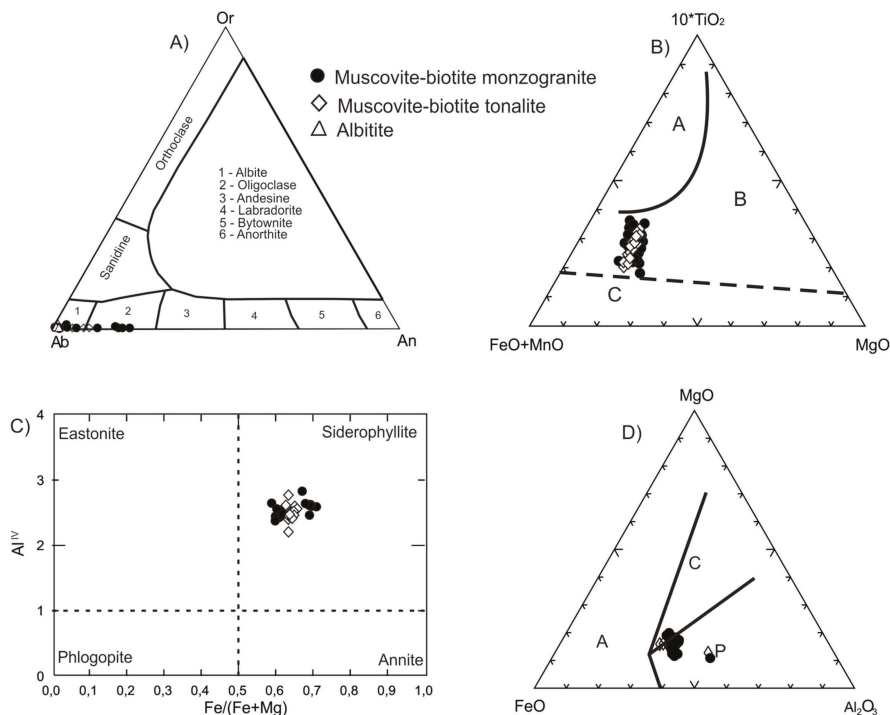 A)
Or
Orthoclase
Sanidine
1 - Albite
2 - Oligoclase
3 - Andesine
4 - Labradorite
5 - Bytownite
6 - Anorthite
1
2
3
4
5
6
Ab
An
Muscovite-biotite monzogranite
Muscovite-biotite tonalite
Albitite
B)
10*TiO₂
A
B
C
FeO+MnO
MgO
C)
Eastonite
Siderophyllite
Phlogopite
Annite
4
3
2
1
0
Al ᴵⱽ
0,0 0,1 0,2 0,3 0,4 0,5 0,6 0,7 0,8 0,9 1,0
Fe/(Fe+Mg)
D)
MgO
C
A
P
FeO
Al₂O₃